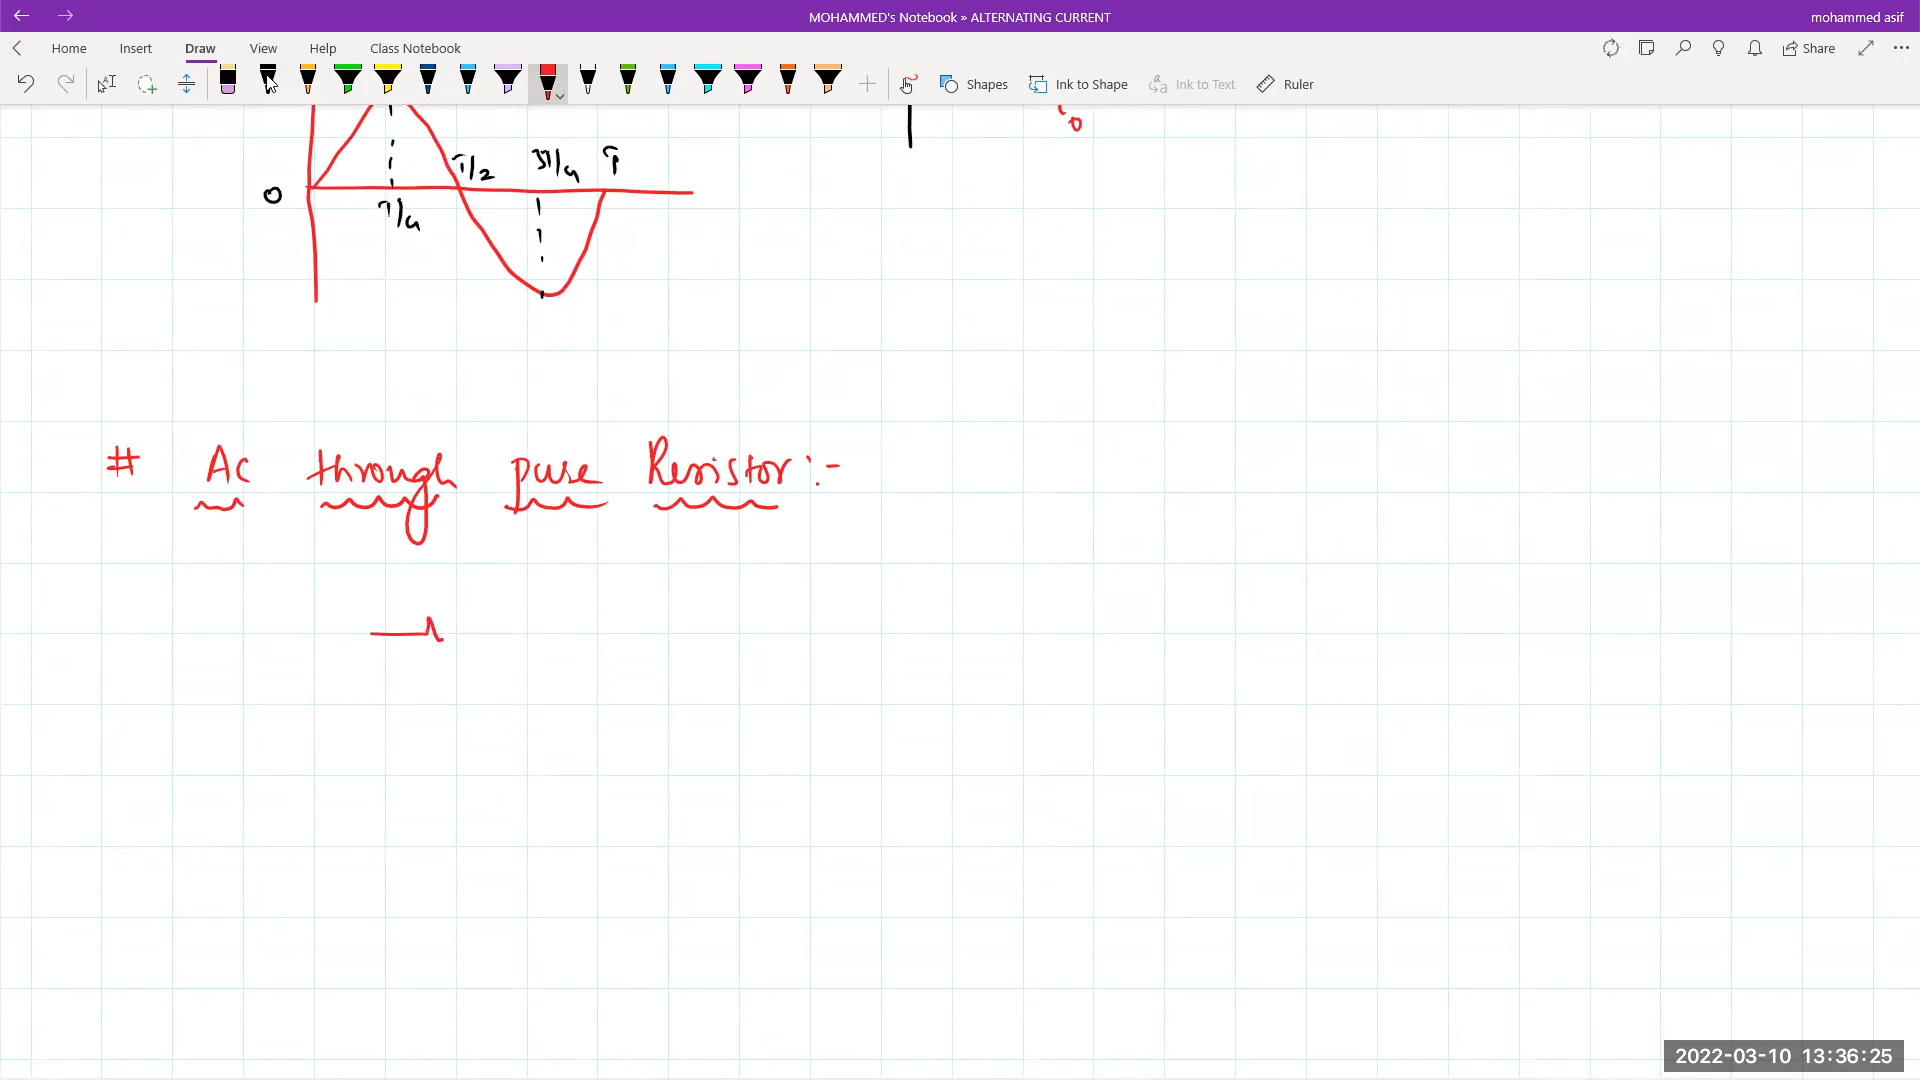 MOHAMMED's Notebook » ALTERNATING CURRENT
mohammed asif
Home Insert Draw View Help Class Notebook Share
Shapes Ink to Shape Ink to Text Ruler
i₀
T/2 3T/4 T
0
T/4
# Ac through pure Resistor :-
2022-03-10 13:36:25